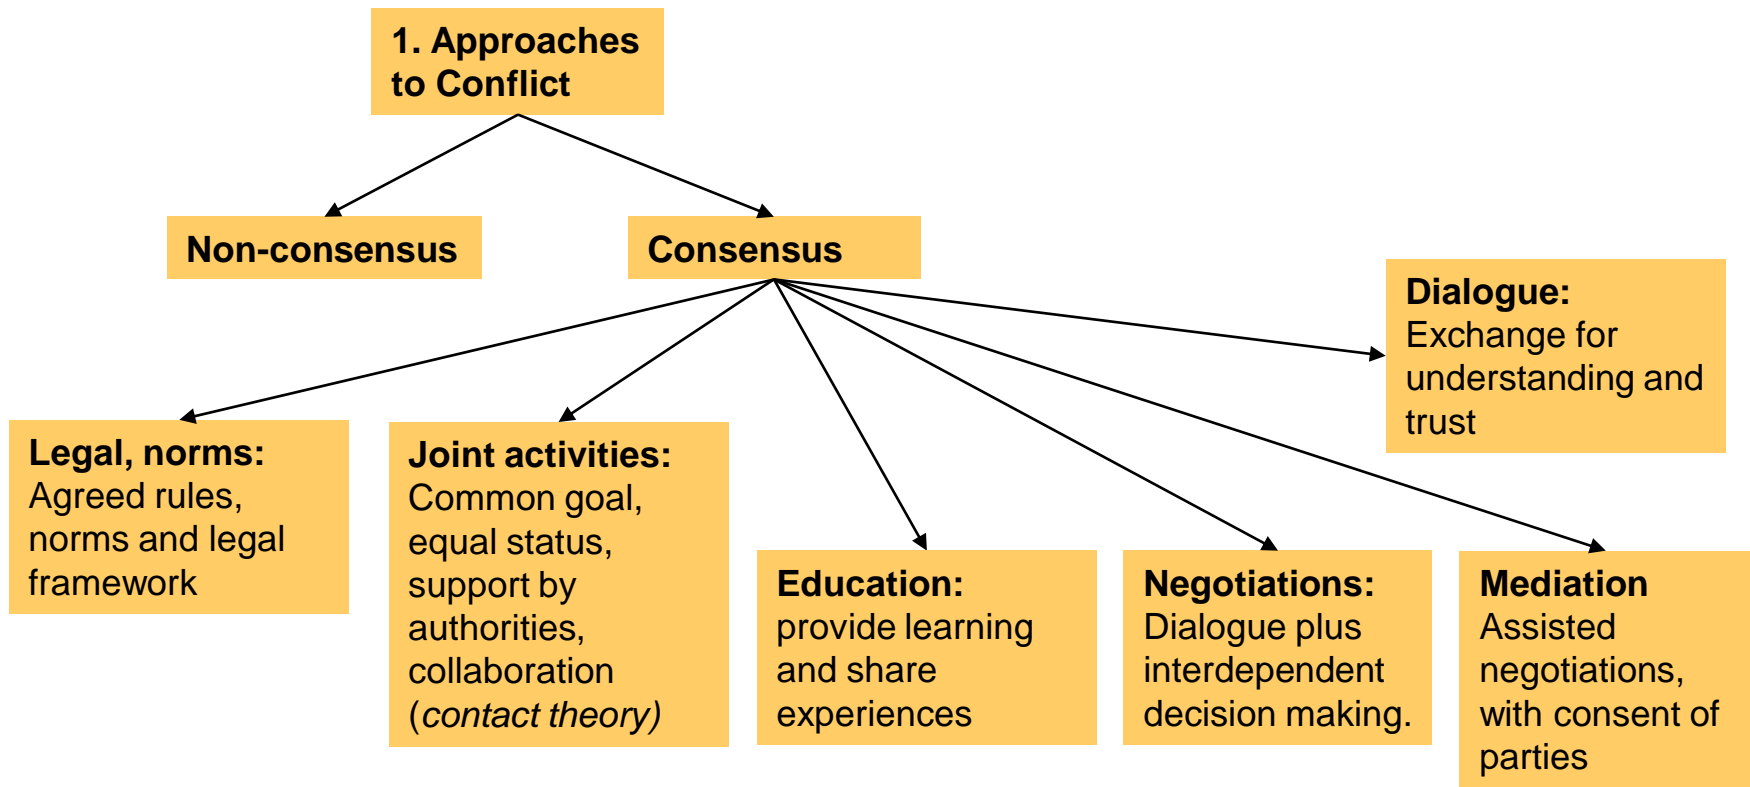 1. Approaches
to Conflict
Non-consensus
Consensus
Dialogue:
Exchange for
understanding and
trust
Legal, norms:
Agreed rules,
norms and legal
framework
Joint activities:
Common goal,
equal status,
support by
authorities,
collaboration
(contact theory)
Education:
provide learning
and share
experiences
Negotiations:
Dialogue plus
interdependent
decision making.
Mediation
Assisted
negotiations,
with consent of
parties